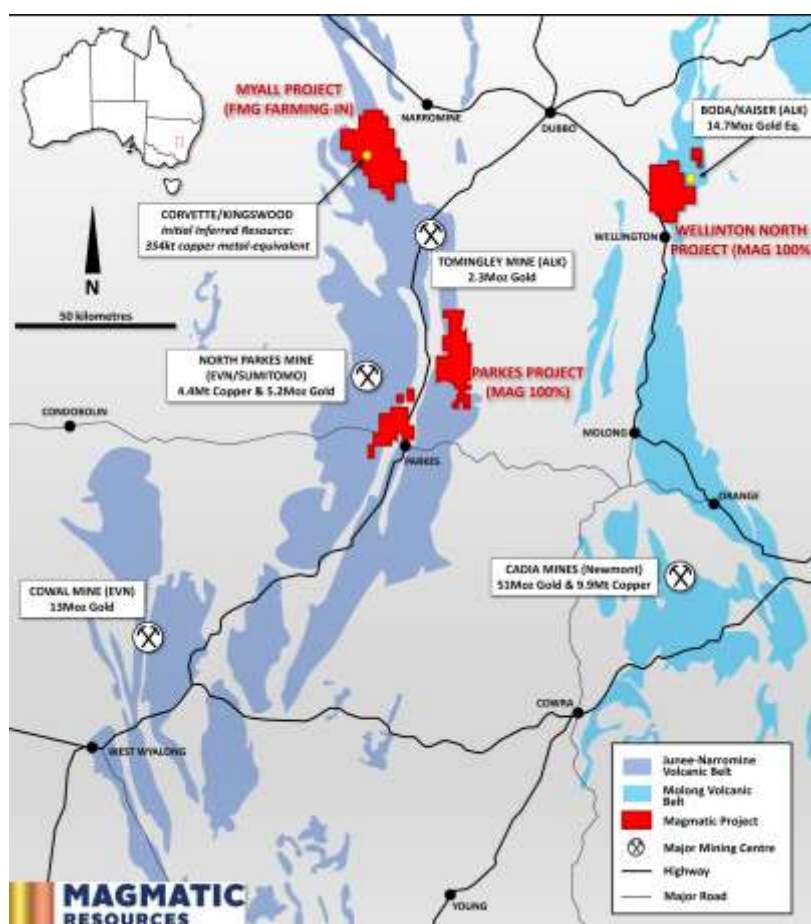 MYALL PROJECT
(FMG FARMING-IN)
NARROMINE
DUBBO
BODA/KAISER (ALK)
14.7Moz Gold Eq.
CORVETTE/KINGSWOOD
Initial Inferred Resource:
354kt copper metal-equivalent
WELLINGTON
WELLINTON NORTH
PROJECT (MAG 100%
TOMINGLEY MINE (ALK)
2.3Moz Gold
N
50 kilometres
NORTH PARKES MINE
(EVN/SUMITOMO)
4.4Mt Copper & 5.2Moz Gold
PARKES PROJECT
(MAG 100%)
CONDOBOLIN
PARKES
MOLONG
ORANGE
CADIA MINES (Newmont)
51Moz Gold & 9.9Mt Copper
COWAL MINE (EVN)
13Moz Gold
COWRA
WEST WYALONG
YOUNG
Junee-Narromine
Volcanic Belt
Molong Volcanic
Belt
Magmatic Project
Major Mining Centre
Highway
Major Road
MAGMATIC
RESOURCES